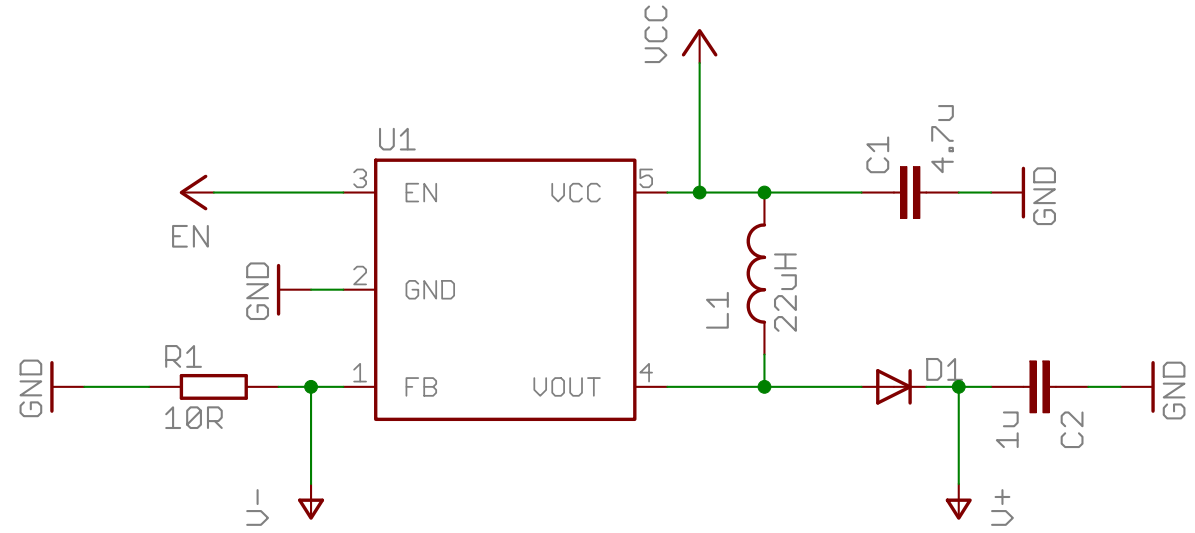 VCC
U1
C1
4.7u
3
EN
VCC
5
GND
EN
GND
2
GND
L1
22uH
GND
R1
10R
1
FB
VOUT
4
D1
1u
C2
GND
V-
V+